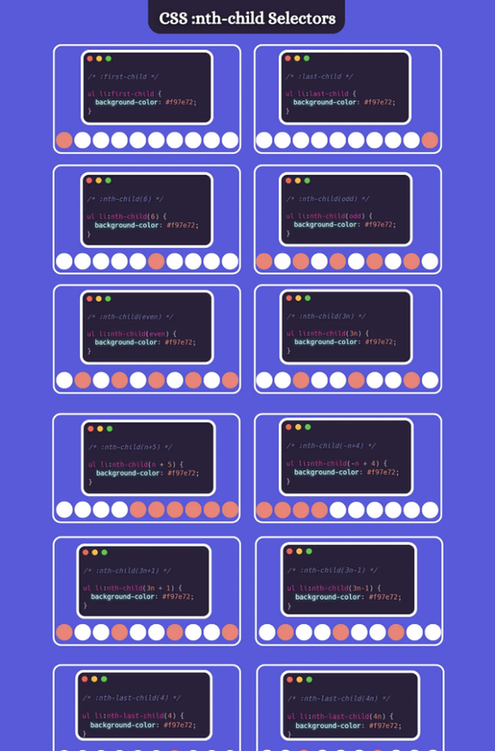 CSS :nth-child Selectors
/* :first-child */
ul li:first-child {
background-color: #f97e72;
}
/* :last-child */
ul li:last-child {
background-color: #f97e72;
}
/* :nth-child(6) */
ul li:nth-child(6) {
background-color: #f97e72;
}
/* :nth-child(odd) */
ul li:nth-child(odd) {
background-color: #f97e72;
}
/* :nth-child(even) */
ul li:nth-child(even) {
background-color: #f97e72;
}
/* :nth-child(3n) */
ul li:nth-child(3n) {
background-color: #f97e72;
}
/* :nth-child(n+5) */
ul li:nth-child(n + 5) {
background-color: #f97e72;
}
/* :nth-child(-n+4) */
ul li:nth-child(-n + 4) {
background-color: #f97e72;
}
/* :nth-child(3n+1) */
ul li:nth-child(3n + 1) {
background-color: #f97e72;
}
/* :nth-child(3n-1) */
ul li:nth-child(3n-1) {
background-color: #f97e72;
}
/* :nth-last-child(4) */
ul li:nth-last-child(4) {
background-color: #f97e72;
}
/* :nth-last-child(4n) */
ul li:nth-last-child(4n) {
background-color: #f97e72;
}